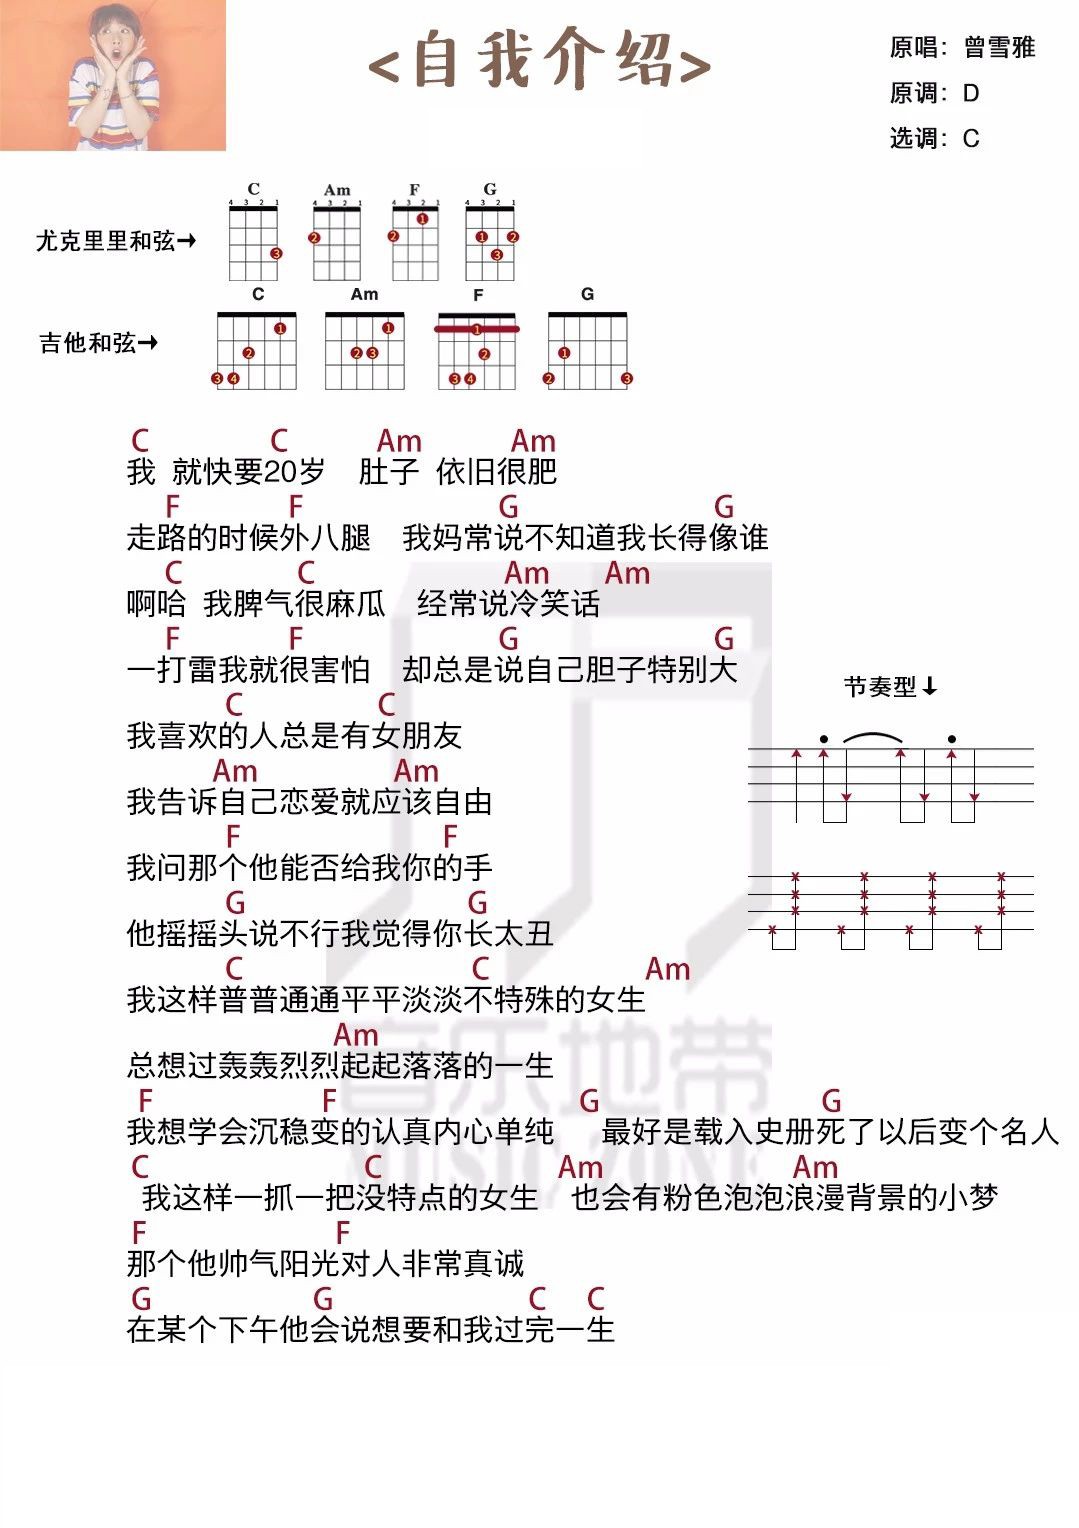 <自我介绍>
原唱：曾雪雅
原调：D
选调：C
C Am F G
4 3 2 1 4 3 2 1 4 3 2 1 4 3 2 1
尤克里里和弦→
3 2 1 2 1 2 3
C Am F G
吉他和弦→
1 2 3 4 1 2 3 1 2 3 4 1 2 3
C C Am Am
我 就快要20岁 肚子 依旧很肥
F F G G
走路的时候外八腿 我妈常说不知道我长得像谁
C C Am Am
啊哈 我脾气很麻瓜 经常说冷笑话
F F G G
一打雷我就很害怕 却总是说自己胆子特别大
节奏型↓
C C
我喜欢的人总是有女朋友
Am Am
我告诉自己恋爱就应该自由
F F
我问那个他能否给我你的手
G G
他摇摇头说不行我觉得你长太丑
C C Am
我这样普普通通平平淡淡不特殊的女生
Am
总想过轰轰烈烈起起落落的一生
F F G G
我想学会沉稳变的认真内心单纯 最好是载入史册死了以后变个名人
C C Am Am
我这样一抓一把没特点的女生 也会有粉色泡泡浪漫背景的小梦
F F
那个他帅气阳光对人非常真诚
G G C C
在某个下午他会说想要和我过完一生
音乐地带
MUSIC ZONE